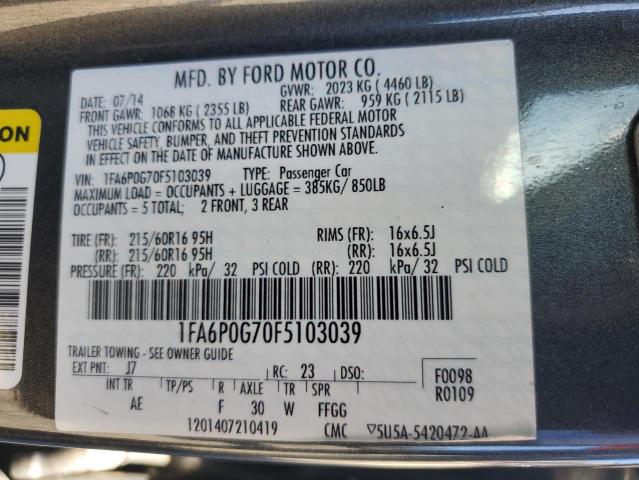 MFD. BY FORD MOTOR CO.
DATE: 07/14 GVWR: 2023 KG ( 4460 LB)
FRONT GAWR: 1068 KG ( 2355 LB) REAR GAWR: 959 KG ( 2115 LB)
THIS VEHICLE CONFORMS TO ALL APPLICABLE FEDERAL MOTOR
VEHICLE SAFETY, BUMPER, AND THEFT PREVENTION STANDARDS
IN EFFECT ON THE DATE OF MANUFACTURE SHOWN ABOVE.
ON
VIN: 1FA6P0G70F5103039 TYPE: Passenger Car
MAXIMUM LOAD = OCCUPANTS + LUGGAGE = 385KG/ 850LB
OCCUPANTS = 5 TOTAL: 2 FRONT, 3 REAR
TIRE (FR): 215/60R16 95H RIMS (FR): 16x6.5J
(RR): 215/60R16 95H (RR): 16x6.5J
PRESSURE (FR): 220 kPa/ 32 PSI COLD (RR): 220 kPa/ 32 PSI COLD
1FA6P0G70F5103039
TRAILER TOWING - SEE OWNER GUIDE
EXT PNT: J7 RC: 23 DSO: F0098
INT TR TP/PS R AXLE TR SPR R0109
AE F 30 W FFGG
1201407210419 CMC 5U5A-5420472-AA